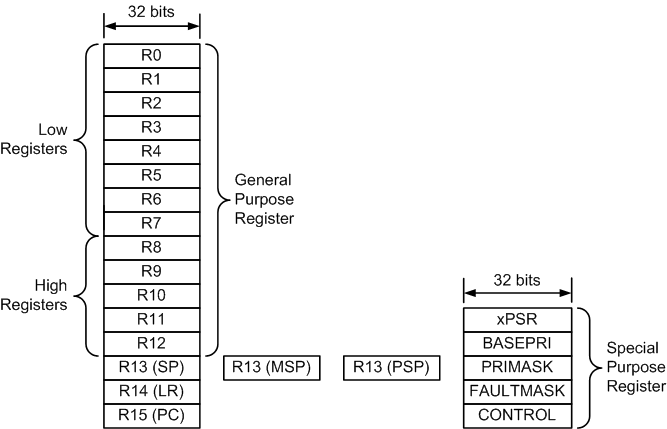 32 bits
R0
R1
R2
R3
R4
R5
R6
R7
R8
R9
R10
R11
R12
R13 (SP)
R14 (LR)
R15 (PC)
Low
Registers
High
Registers
General
Purpose
Register
R13 (MSP)
R13 (PSP)
32 bits
xPSR
BASEPRI
PRIMASK
FAULTMASK
CONTROL
Special
Purpose
Register